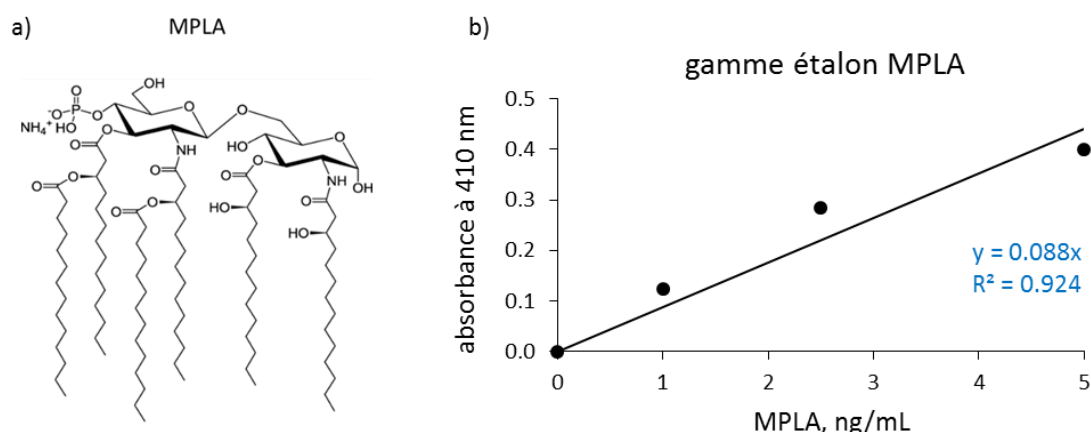 a)
MPLA
OH
O
P
O
O
O
O
-O
HO
NH₄⁺
O
O
NH
HO
O
O
O
O
O
O
O
O
O
NH
OH
O
O
HO
HO
b)
gamme étalon MPLA
absorbance à 410 nm
0.5
0.4
0.3
0.2
0.1
0.0
y = 0.088x
R² = 0.924
0
1
2
3
4
5
MPLA, ng/mL